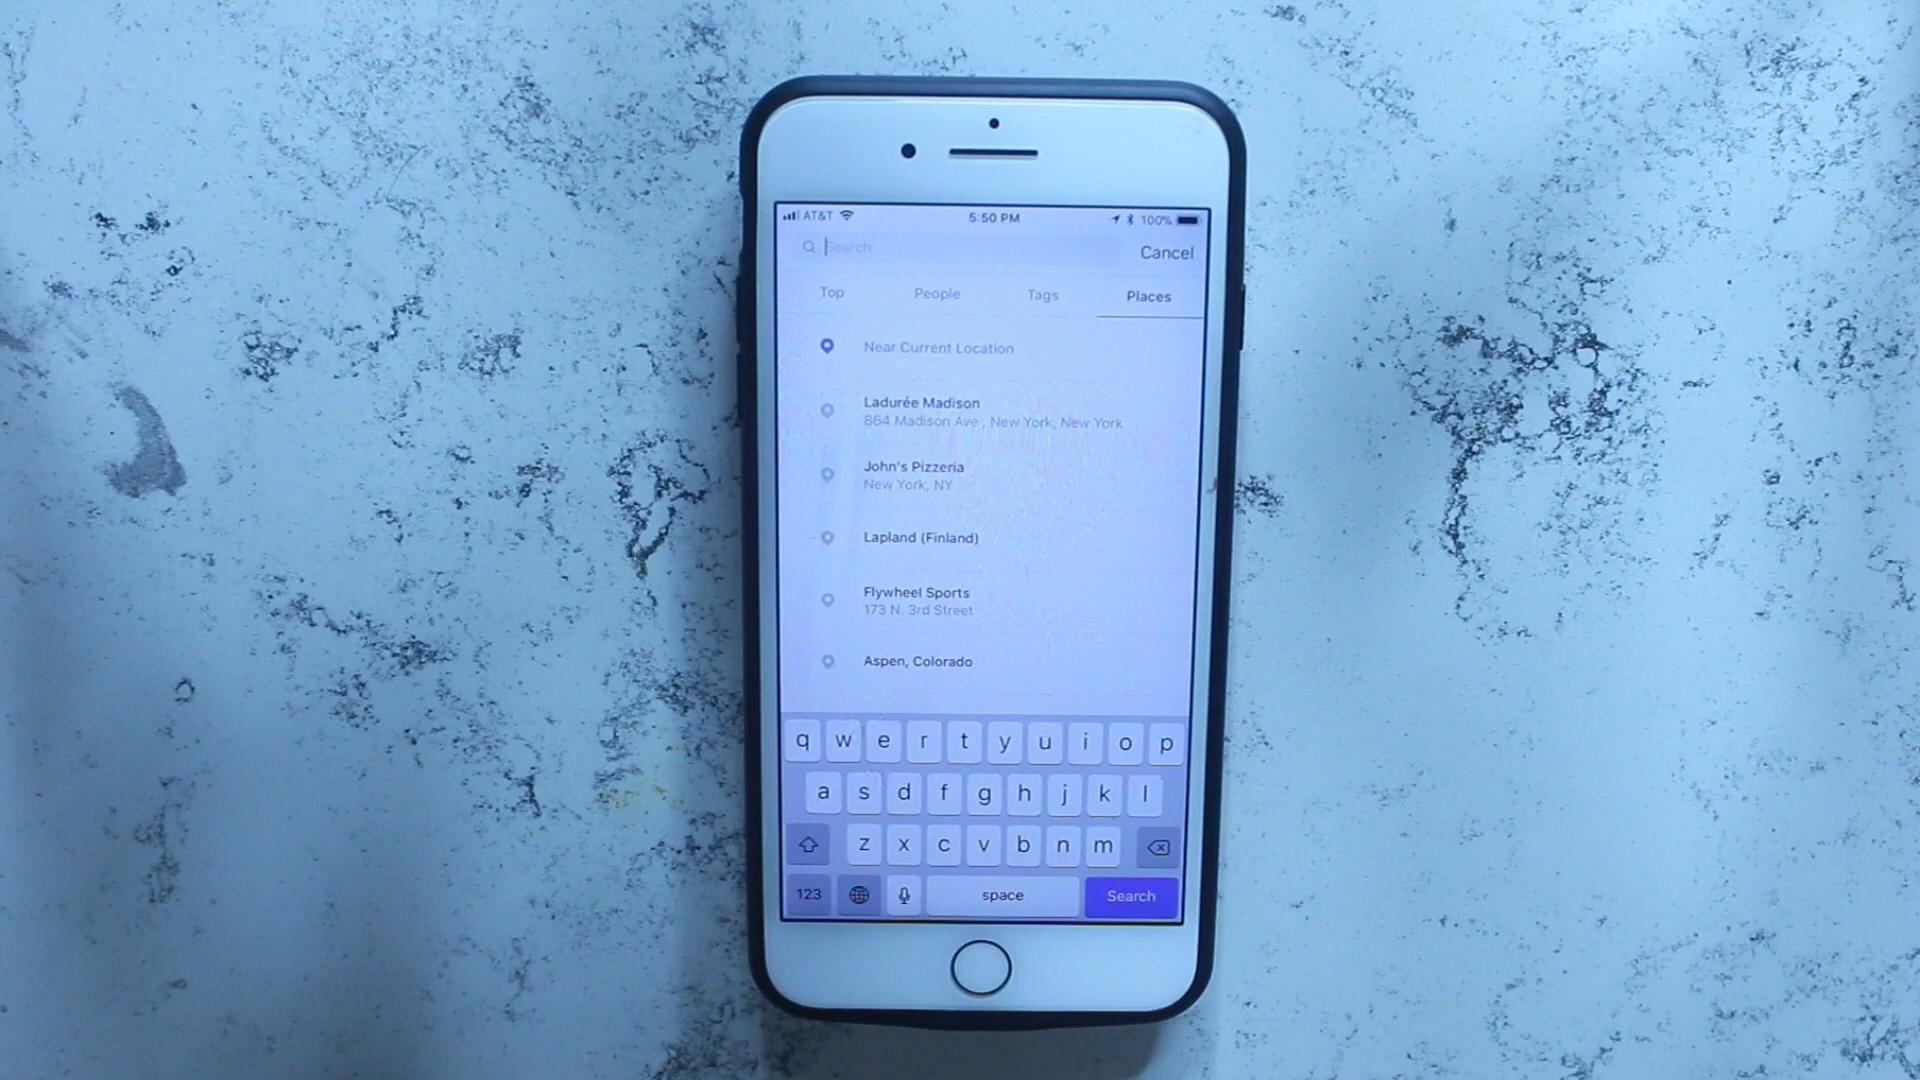 AT&T 5:50 PM 100%
Search Cancel
Top People Tags Places
Near Current Location
Ladurée Madison
864 Madison Ave , New York, New York
John's Pizzeria
New York, NY
Lapland (Finland)
Flywheel Sports
173 N. 3rd Street
Aspen, Colorado
q w e r t y u i o p
a s d f g h j k l
z x c v b n m
123 space Search